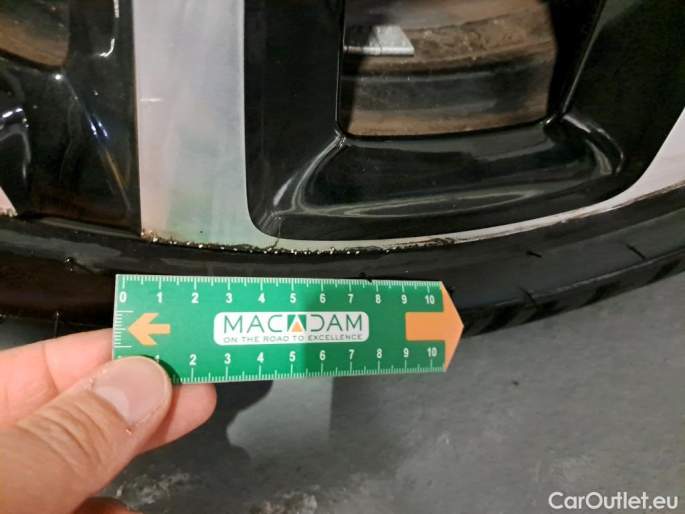 0 1 2 3 4 5 6 7 8 9 10
MACADAM
ON THE ROAD TO EXCELLENCE
1 2 3 4 5 6 7 8 9 10
CarOutlet.eu